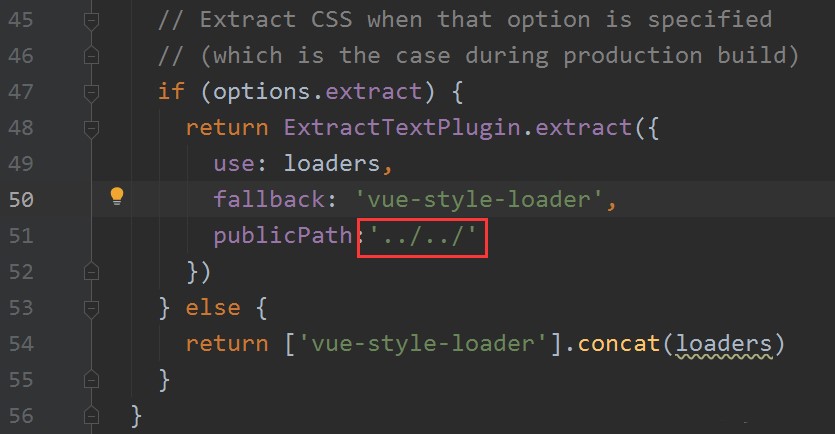 45 // Extract CSS when that option is specified
46 // (which is the case during production build)
47 if (options.extract) {
48 return ExtractTextPlugin.extract({
49 use: loaders,
50 fallback: 'vue-style-loader',
51 publicPath:'../../'
52 })
53 } else {
54 return ['vue-style-loader'].concat(loaders)
55 }
56 }